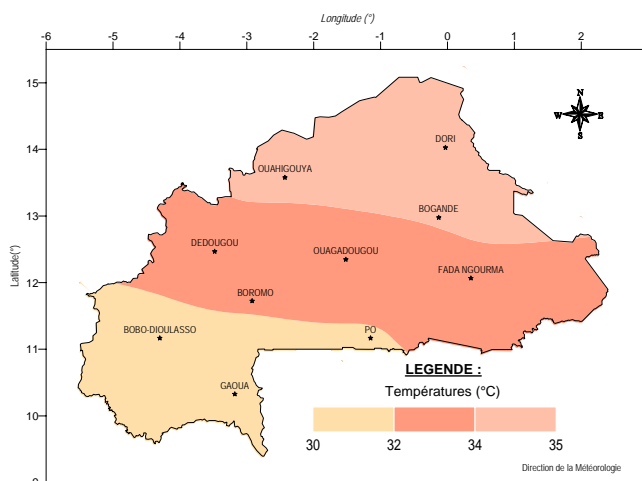 Longitude (°)
-6 -5 -4 -3 -2 -1 0 1 2
15
14
13
12
11
10
9
Latitude(°)
N
W E
S
DORI
OUAHIGOUYA
BOGANDE
DEDOUGOU
OUAGADOUGOU
FADA NGOURMA
BOROMO
BOBO-DIOULASSO
PO
GAOUA
LEGENDE :
Températures (°C)
30 32 34 35
Direction de la Météorologie